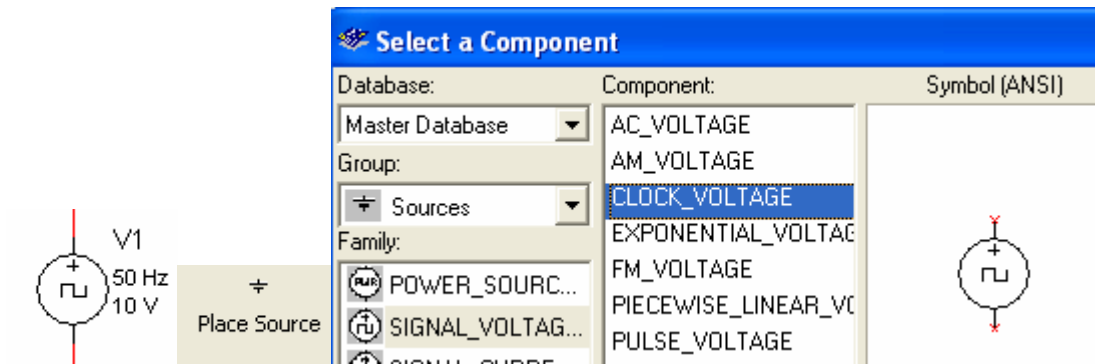 V1
50 Hz
10 V
Place Source
Select a Component
Database:
Master Database
Group:
Sources
Family:
POWER_SOURC...
SIGNAL_VOLTAG...
Component:
AC_VOLTAGE
AM_VOLTAGE
CLOCK_VOLTAGE
EXPONENTIAL_VOLTAG
FM_VOLTAGE
PIECEWISE_LINEAR_VO
PULSE_VOLTAGE
Symbol (ANSI)